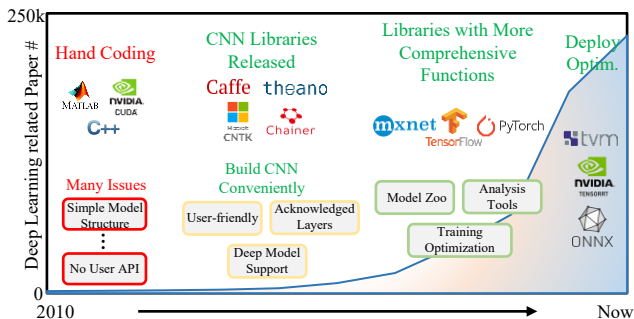 250k
Deep Learning related Paper #
0
2010
Now
Hand Coding
MATLAB
NVIDIA.
CUDA
C++
Many Issues
Simple Model
Structure
No User API
CNN Libraries
Released
Caffe
theano
Microsoft
CNTK
Chainer
Build CNN
Conveniently
User-friendly
Acknowledged
Layers
Deep Model
Support
Libraries with More
Comprehensive
Functions
mxnet
TensorFlow
PyTorch
Model Zoo
Analysis
Tools
Training
Optimization
Deploy
Optim.
tvm
NVIDIA.
TENSORRT
ONNX